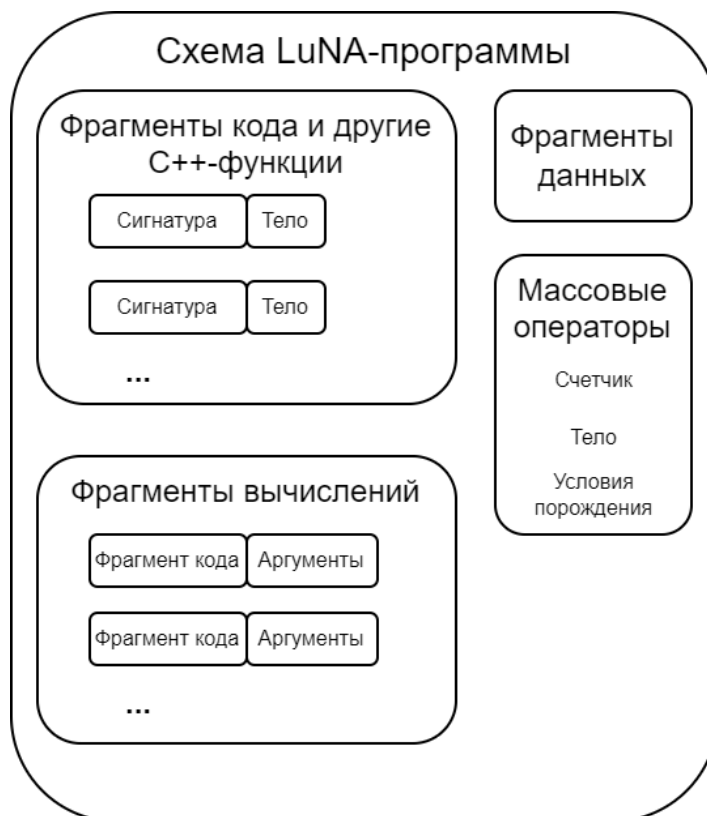 Схема LuNA-программы
Фрагменты кода и другие
C++-функции
Сигнатура Тело
Сигнатура Тело
...
Фрагменты
данных
Массовые
операторы
Счетчик
Тело
Условия
порождения
Фрагменты вычислений
Фрагмент кода Аргументы
Фрагмент кода Аргументы
...